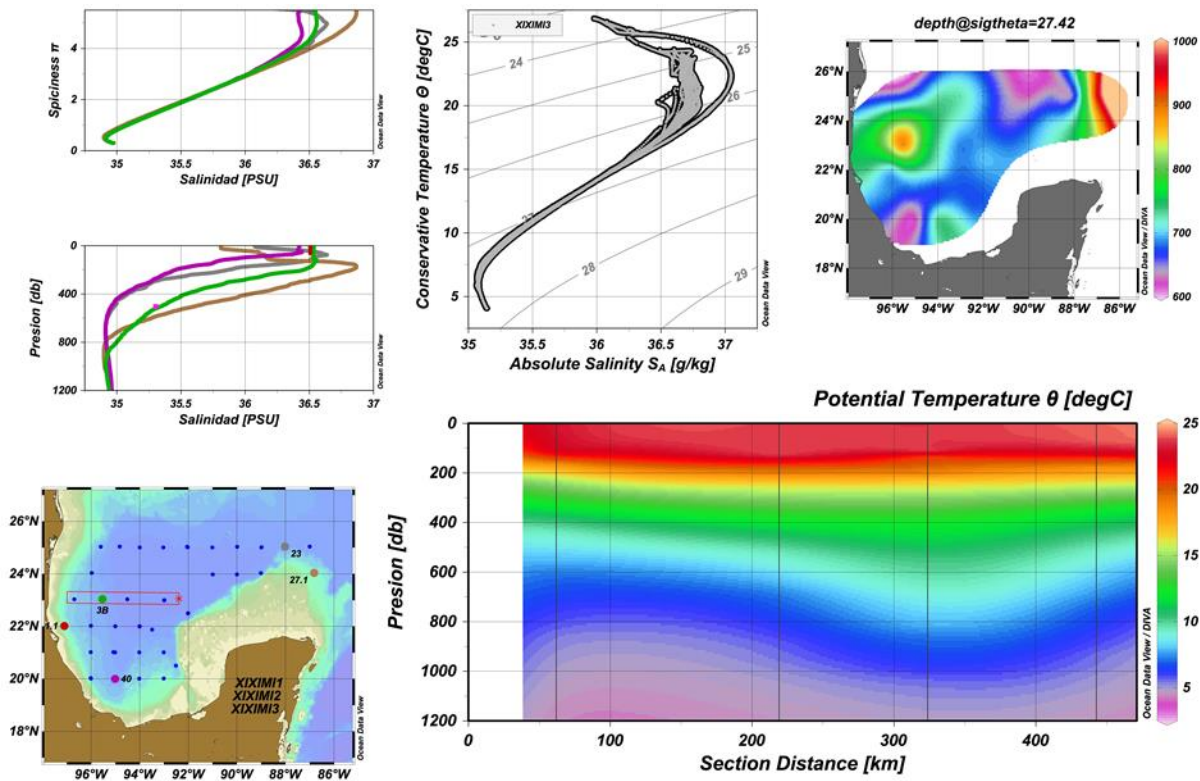 Spiciness π
4
2
0
35
35.5
36
36.5
37
Salinidad [PSU]
Ocean Data View
Presion [db]
0
400
800
1200
35
35.5
36
36.5
37
Salinidad [PSU]
Ocean Data View
Conservative Temperature Θ [degC]
XIXIMI3
25
20
15
10
5
24
25
26
27
28
29
35
35.5
36
36.5
37
Absolute Salinity SA [g/kg]
Ocean Data View
depth@sigtheta=27.42
26°N
24°N
22°N
20°N
18°N
96°W
94°W
92°W
90°W
88°W
86°W
Ocean Data View / DIVA
1000
900
800
700
600
26°N
24°N
22°N
20°N
18°N
23
27.1
3B
40
XIXIMI1
XIXIMI2
XIXIMI3
96°W
94°W
92°W
90°W
88°W
86°W
Ocean Data View
Potential Temperature θ [degC]
Presion [db]
0
200
400
600
800
1000
1200
0
100
200
300
400
Section Distance [km]
Ocean Data View / DIVA
25
20
15
10
5